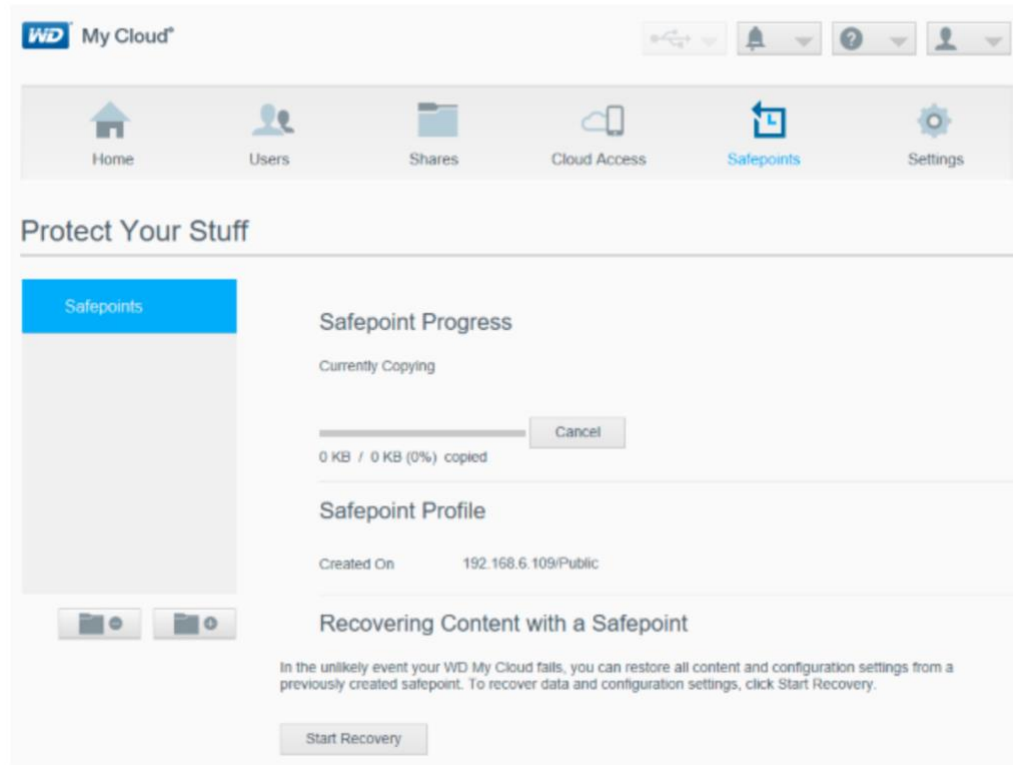 WD My Cloud®
Home Users Shares Cloud Access Safepoints Settings
Protect Your Stuff
Safepoints
Safepoint Progress
Currently Copying
Cancel
0 KB / 0 KB (0%) copied
Safepoint Profile
Created On 192.168.6.109/Public
Recovering Content with a Safepoint
In the unlikely event your WD My Cloud fails, you can restore all content and configuration settings from a
previously created safepoint. To recover data and configuration settings, click Start Recovery.
Start Recovery